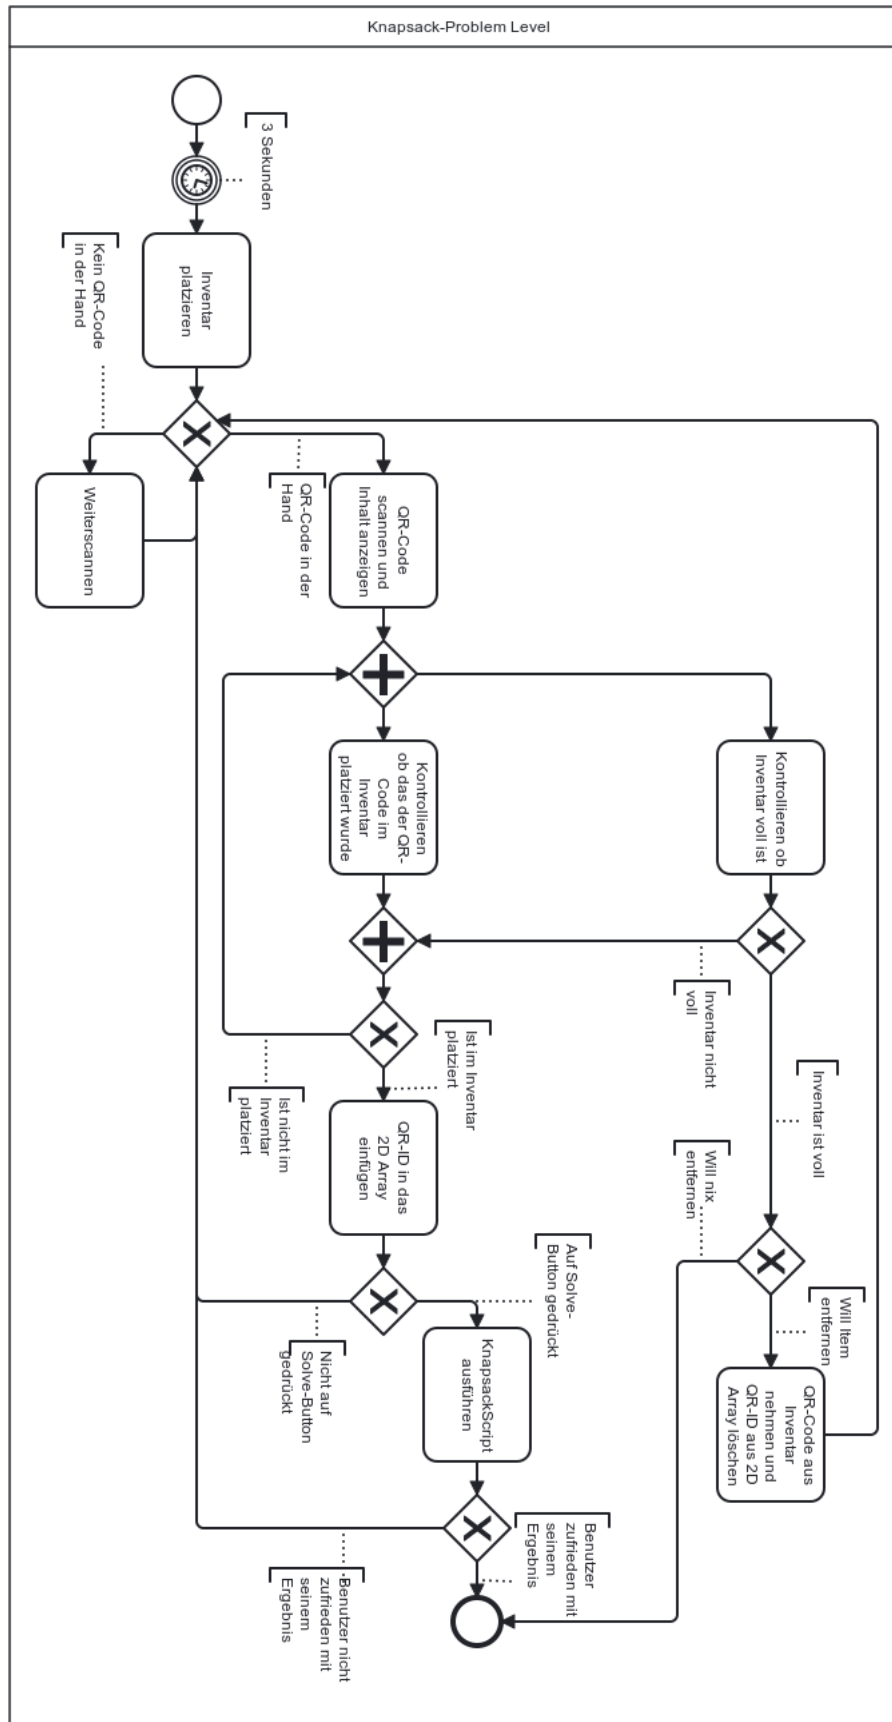 Knapsack-Problem Level
3 Sekunden
Inventar
platzieren
Kein QR-Code
in der Hand
Weiterscannen
QR-Code in der
Hand
QR-Code
scannen und
Inhalt anzeigen
Kontrollieren
ob das der QR-
Code im
Inventar
platziert wurde
Kontrollieren ob
Inventar voll ist
Inventar nicht
voll
Inventar ist voll
Ist im Inventar
platziert
Ist nicht im
Inventar
platziert
QR-ID in das
2D Array
einfügen
Will nix
entfernen
Will Item
entfernen
QR-Code aus
Inventar
nehmen und
QR-ID aus 2D
Array löschen
Auf Solve-
Button gedrückt
Nicht auf
Solve-Button
gedrückt
KnapsackScript
ausführen
Benutzer
zufrieden mit
seinem
Ergebnis
Benutzer nicht
zufrieden mit
seinem
Ergebnis